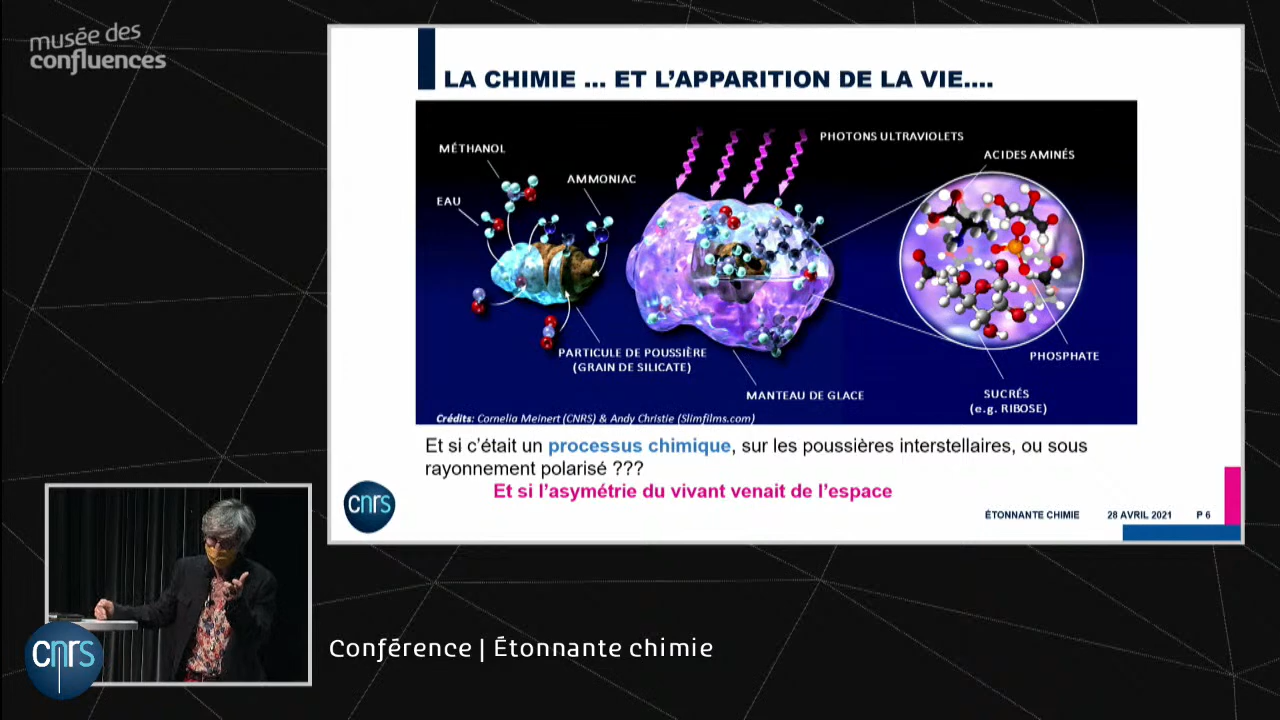 musée des
confluences
LA CHIMIE ... ET L'APPARITION DE LA VIE....
MÉTHANOL
EAU
AMMONIAC
PARTICULE DE POUSSIÈRE
(GRAIN DE SILICATE)
PHOTONS ULTRAVIOLETS
ACIDES AMINÉS
MANTEAU DE GLACE
PHOSPHATE
SUCRÉS
(e.g. RIBOSE)
Crédits: Cornelia Meinert (CNRS) & Andy Christie (Slimfilms.com)
Et si c'était un processus chimique, sur les poussières interstellaires, ou sous
rayonnement polarisé ???
Et si l'asymétrie du vivant venait de l'espace
cnrs
ÉTONNANTE CHIMIE 28 AVRIL 2021 P 6
cnrs
Conférence | Étonnante chimie